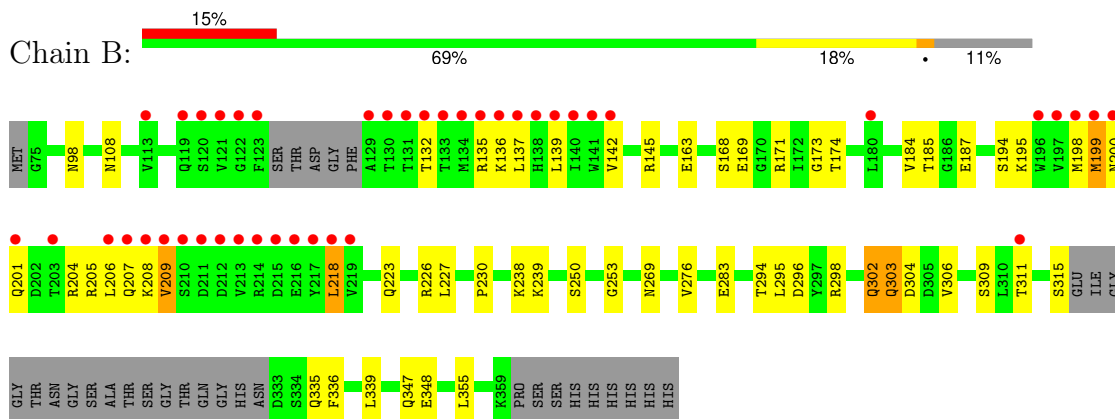 15%
Chain B:
69% 18% • 11%
MET G75 N98 N108 V113 Q119 S120 V121 G122 F123 SER THR ASP GLY PHE A129 T130 T131 T132 T133 M134 R135 K136 L137 H138 L139 I140 W141 V142 R145 E163 S168 E169 G170 R171 I172 G173 T174 L180 V184 T185 G186 E187 S194 K195 W196 V197 M198 M199
Q201 D202 T203 R204 R205 L206 Q207 K208 V209 S210 D211 D212 V213 R214 D215 E216 Y217 L218 V219 Q223 R226 L227 P230 K238 K239 S250 G253 N269 V276 E283 T294 L295 D296 Y297 R298 Q302 Q303 D304 D305 V306 S309 L310 T311 S315 GLU ILE GLY
GLY THR ASN GLY SER ALA THR SER GLY THR GLN GLY HIS ASN D333 S334 Q335 F336 L339 Q347 E348 L355 K359 PRO SER SER HIS HIS HIS HIS HIS HIS